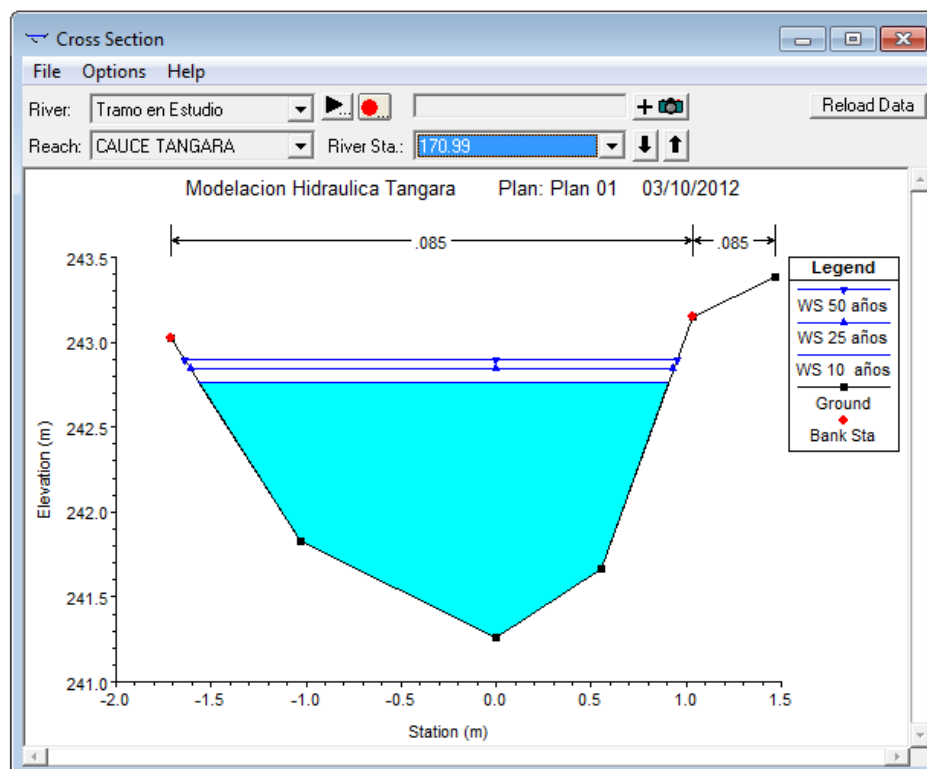 Cross Section
File Options Help
River: Tramo en Estudio ... ... Reload Data
Reach: CAUCE TANGARA River Sta.: 170.99
Modelacion Hidraulica Tangara Plan: Plan 01 03/10/2012
.085 .085
Legend
WS 50 años
WS 25 años
WS 10 años
Ground
Bank Sta
243.5
243.0
242.5
242.0
241.5
241.0
Elevation (m)
-2.0 -1.5 -1.0 -0.5 0.0 0.5 1.0 1.5
Station (m)